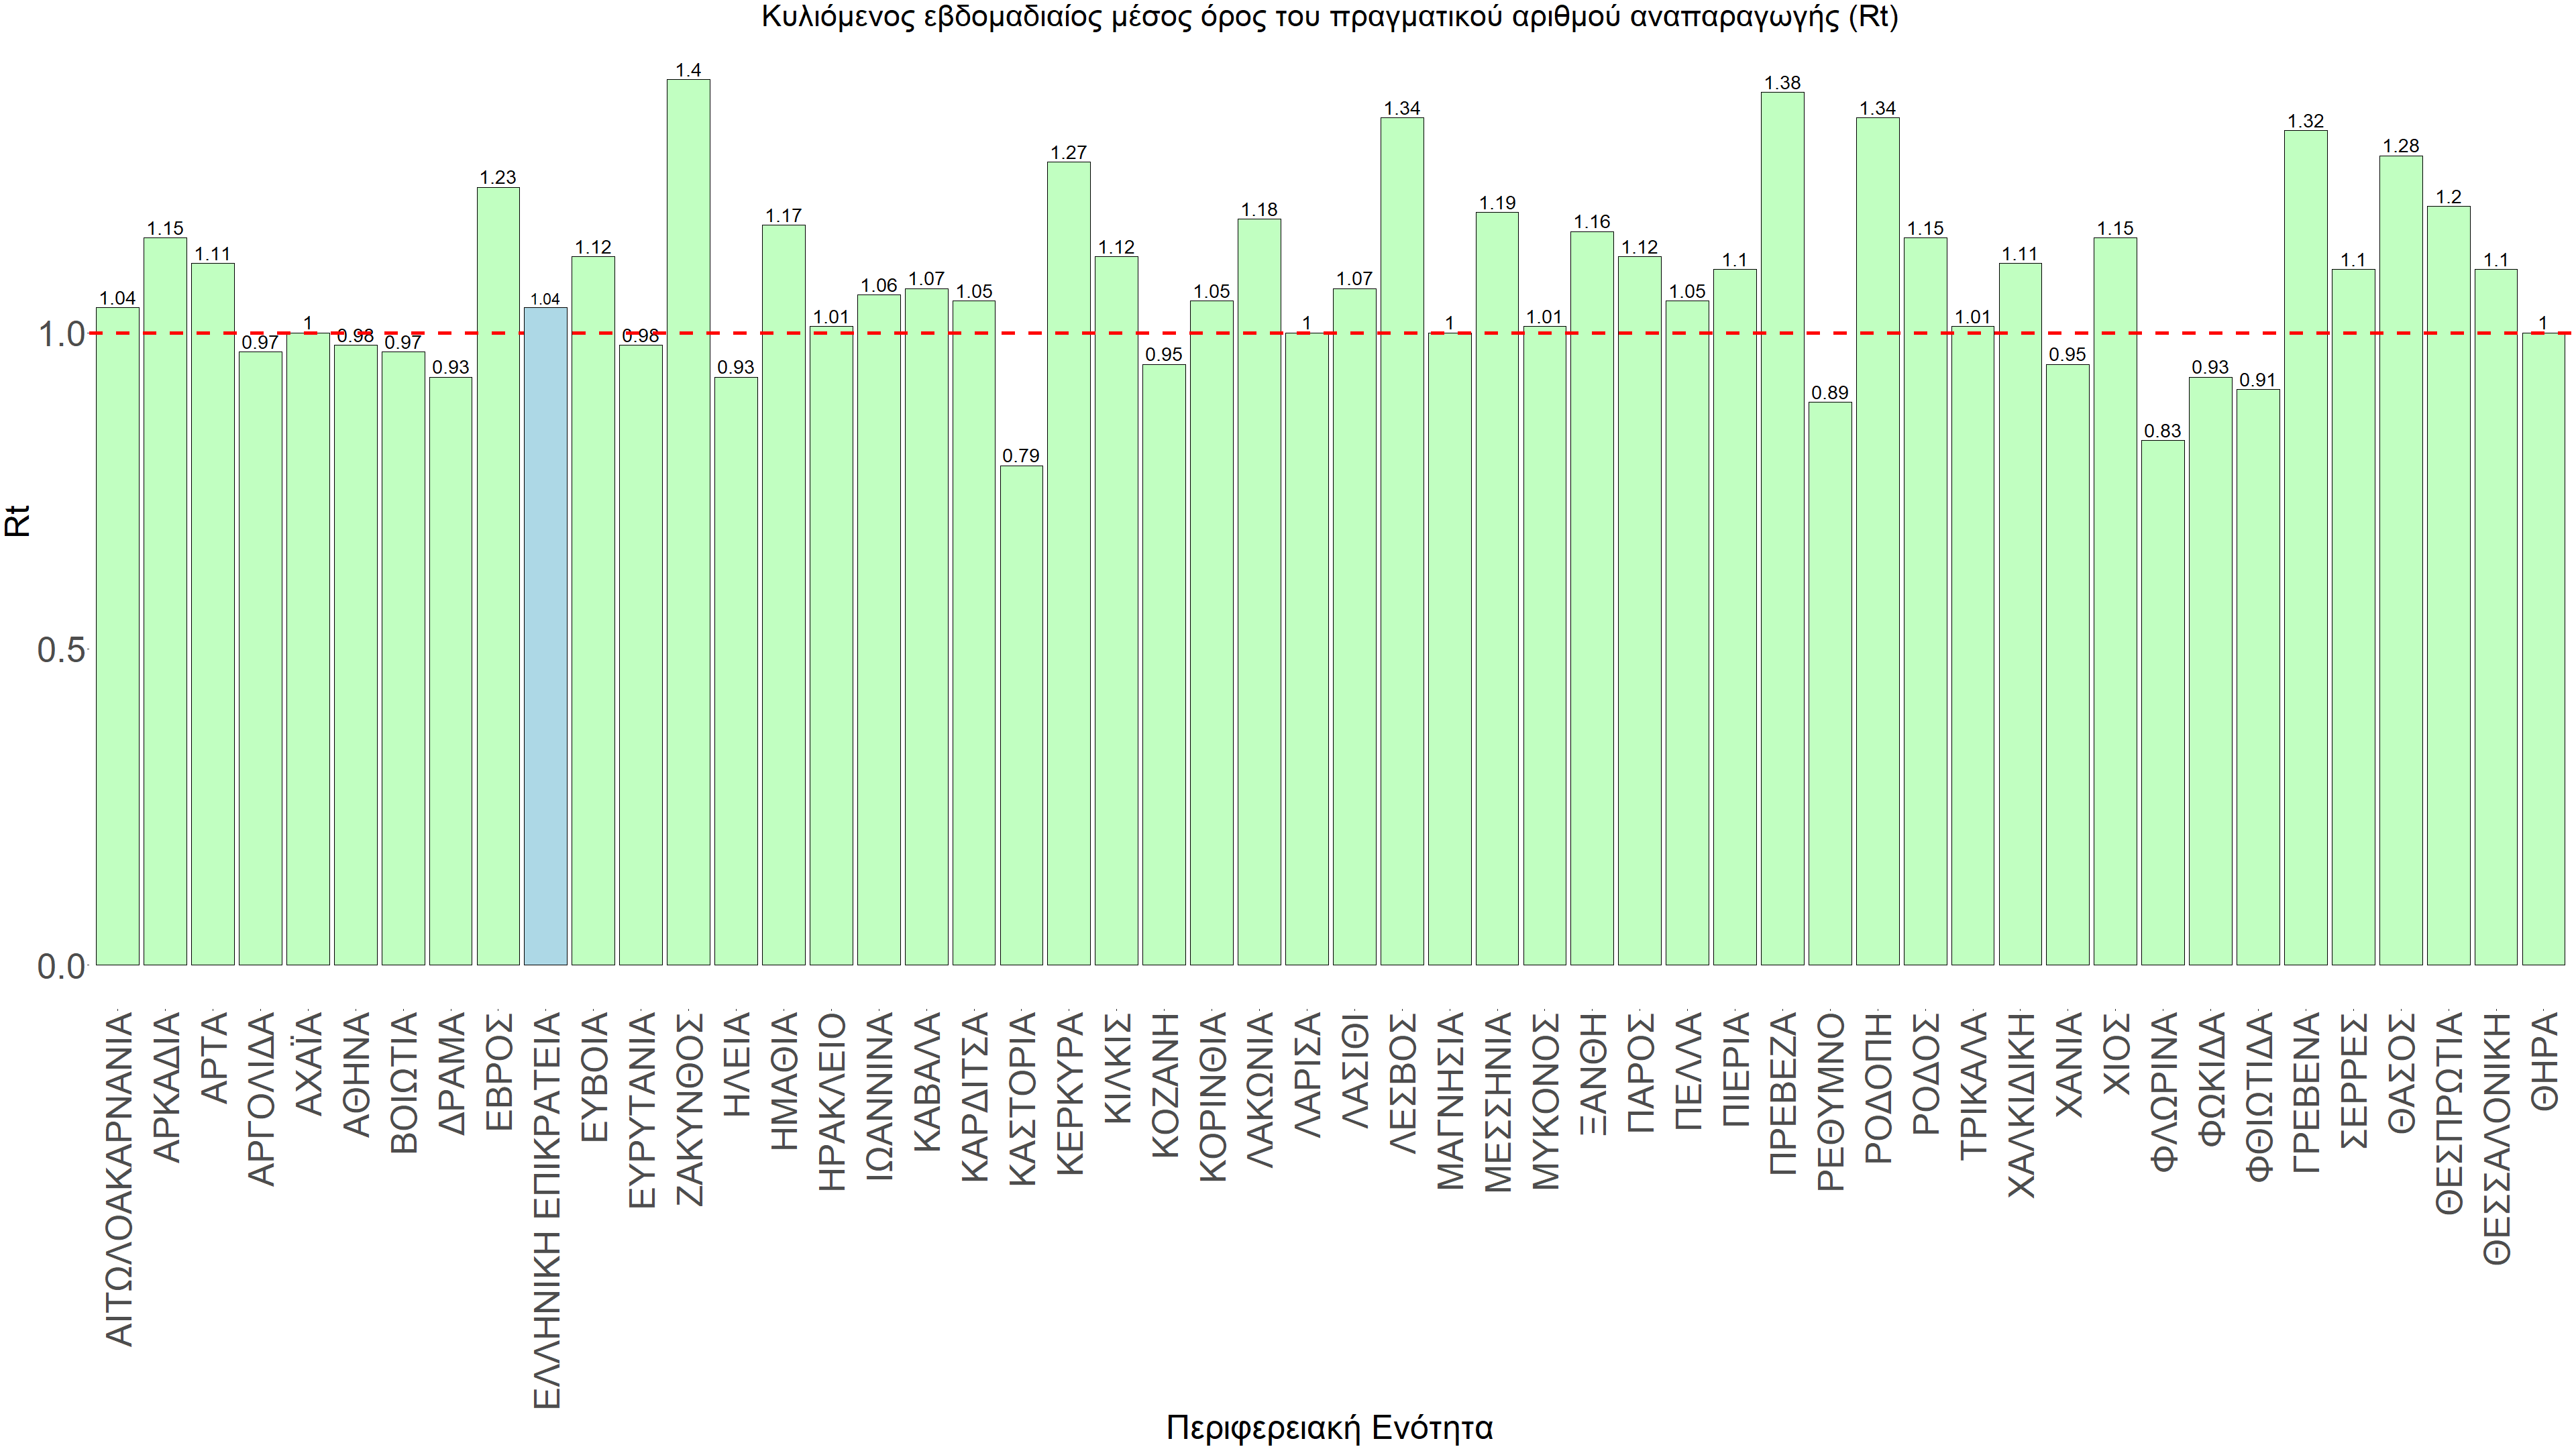 Κυλιόμενος εβδομαδιαίος μέσος όρος του πραγματικού αριθμού αναπαραγωγής (Rt)
Rt
1.0
0.5
0.0
1.04
1.15
1.11
0.97
1
0.98
0.97
0.93
1.23
1.04
1.12
0.98
1.4
0.93
1.17
1.01
1.06
1.07
1.05
0.79
1.27
1.12
0.95
1.05
1.18
1
1.07
1.34
1
1.19
1.01
1.16
1.12
1.05
1.1
1.38
0.89
1.34
1.15
1.01
1.11
0.95
1.15
0.83
0.93
0.91
1.32
1.1
1.28
1.2
1.1
1
ΑΙΤΩΛΟΑΚΑΡΝΑΝΙΑ
ΑΡΚΑΔΙΑ
ΑΡΤΑ
ΑΡΓΟΛΙΔΑ
ΑΧΑΪΑ
ΑΘΗΝΑ
ΒΟΙΩΤΙΑ
ΔΡΑΜΑ
ΕΒΡΟΣ
ΕΛΛΗΝΙΚΗ ΕΠΙΚΡΑΤΕΙΑ
ΕΥΒΟΙΑ
ΕΥΡΥΤΑΝΙΑ
ΖΑΚΥΝΘΟΣ
ΗΛΕΙΑ
ΗΜΑΘΙΑ
ΗΡΑΚΛΕΙΟ
ΙΩΑΝΝΙΝΑ
ΚΑΒΑΛΑ
ΚΑΡΔΙΤΣΑ
ΚΑΣΤΟΡΙΑ
ΚΕΡΚΥΡΑ
ΚΙΛΚΙΣ
ΚΟΖΑΝΗ
ΚΟΡΙΝΘΙΑ
ΛΑΚΩΝΙΑ
ΛΑΡΙΣΑ
ΛΑΣΙΘΙ
ΛΕΣΒΟΣ
ΜΑΓΝΗΣΙΑ
ΜΕΣΣΗΝΙΑ
ΜΥΚΟΝΟΣ
ΞΑΝΘΗ
ΠΑΡΟΣ
ΠΕΛΛΑ
ΠΙΕΡΙΑ
ΠΡΕΒΕΖΑ
ΡΕΘΥΜΝΟ
ΡΟΔΟΠΗ
ΡΟΔΟΣ
ΤΡΙΚΑΛΑ
ΧΑΛΚΙΔΙΚΗ
ΧΑΝΙΑ
ΧΙΟΣ
ΦΛΩΡΙΝΑ
ΦΩΚΙΔΑ
ΦΘΙΩΤΙΔΑ
ΓΡΕΒΕΝΑ
ΣΕΡΡΕΣ
ΘΑΣΟΣ
ΘΕΣΠΡΩΤΙΑ
ΘΕΣΣΑΛΟΝΙΚΗ
ΘΗΡΑ
Περιφερειακή Ενότητα